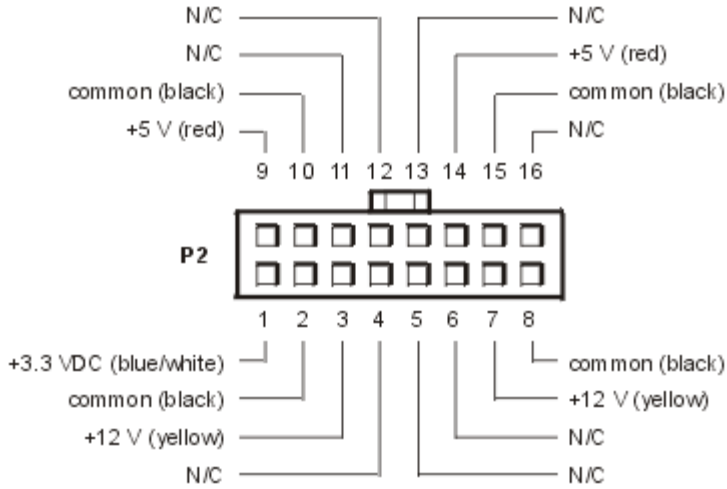 N/C N/C
N/C +5 V (red)
common (black) common (black)
+5 V (red) N/C
9 10 11 12 13 14 15 16
P2
1 2 3 4 5 6 7 8
+3.3 VDC (blue/white) common (black)
common (black) +12 V (yellow)
+12 V (yellow) N/C
N/C N/C